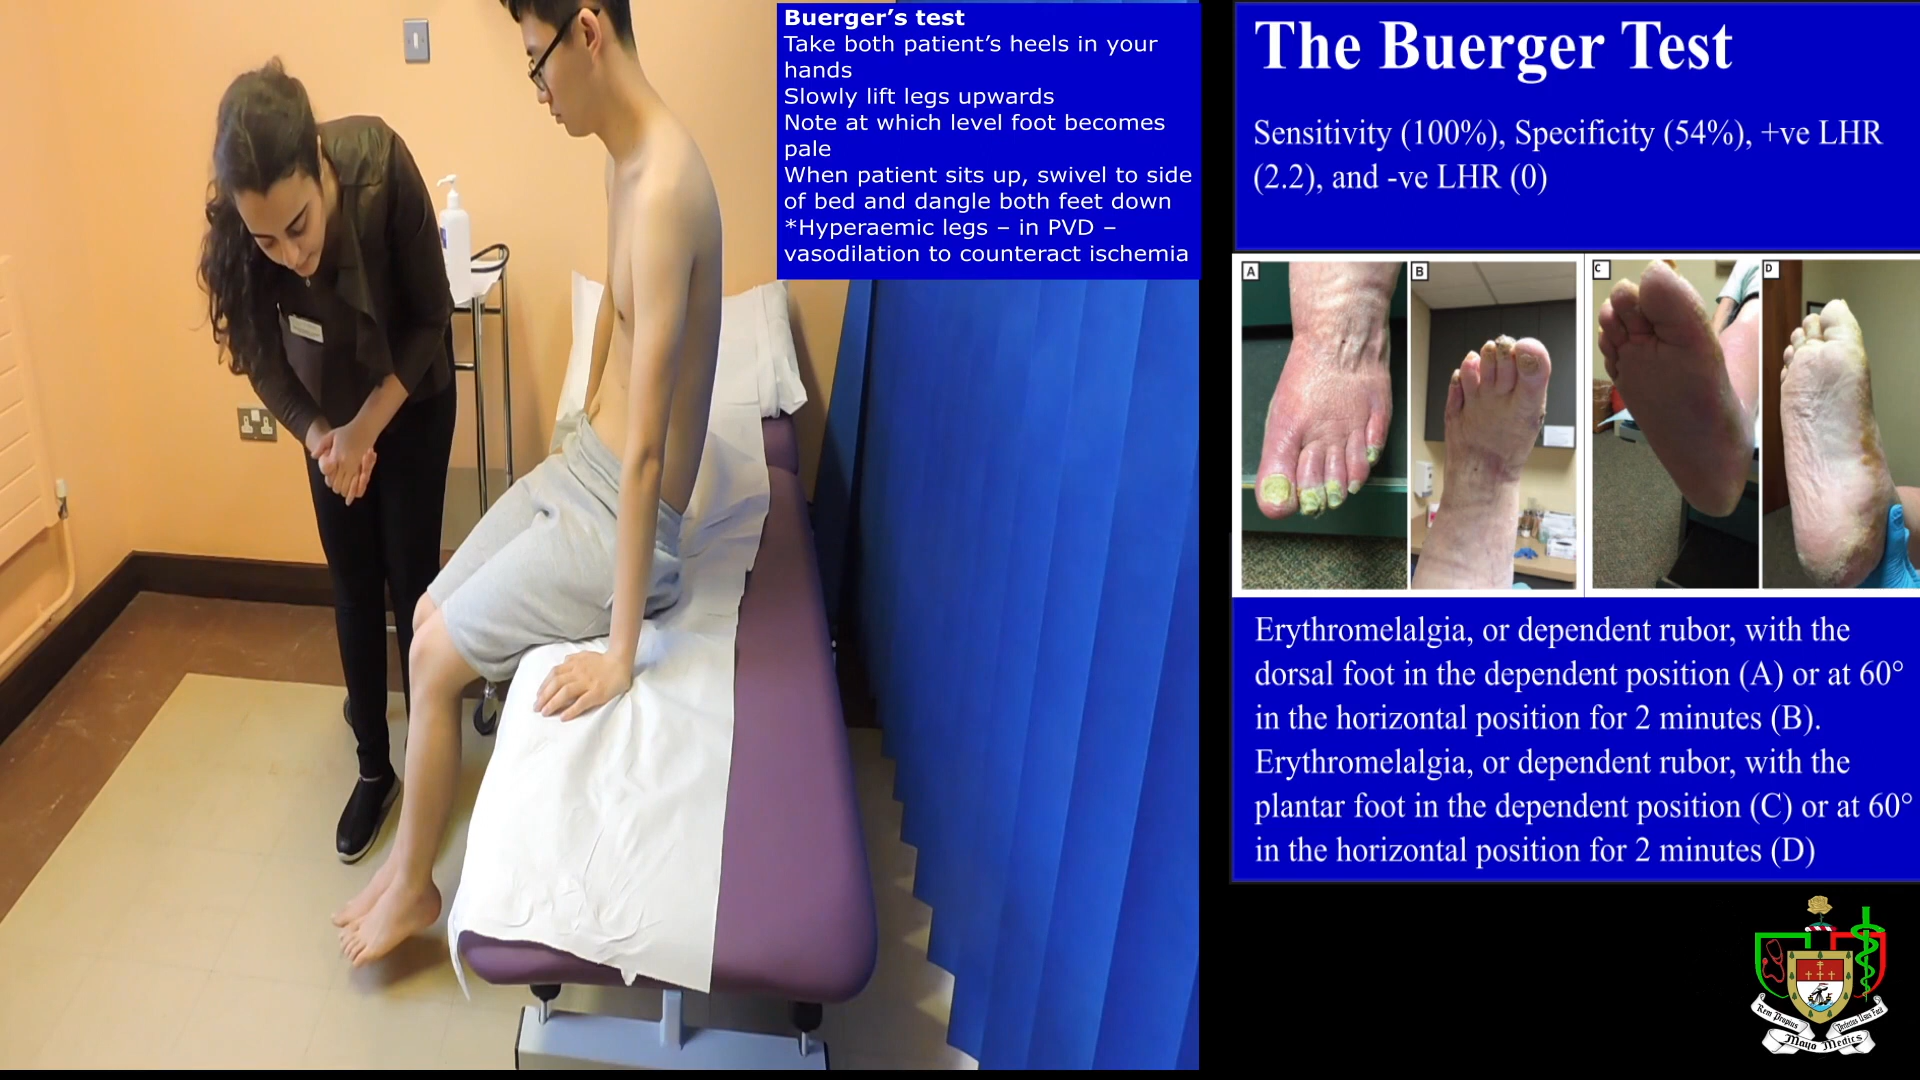 Buerger's test
Take both patient's heels in your
hands
Slowly lift legs upwards
Note at which level foot becomes
pale
When patient sits up, swivel to side
of bed and dangle both feet down
*Hyperaemic legs – in PVD –
vasodilation to counteract ischemia
The Buerger Test
Sensitivity (100%), Specificity (54%), +ve LHR
(2.2), and -ve LHR (0)
A
B
C
D
Erythromelalgia, or dependent rubor, with the
dorsal foot in the dependent position (A) or at 60°
in the horizontal position for 2 minutes (B).
Erythromelalgia, or dependent rubor, with the
plantar foot in the dependent position (C) or at 60°
in the horizontal position for 2 minutes (D)
Mayo Medics